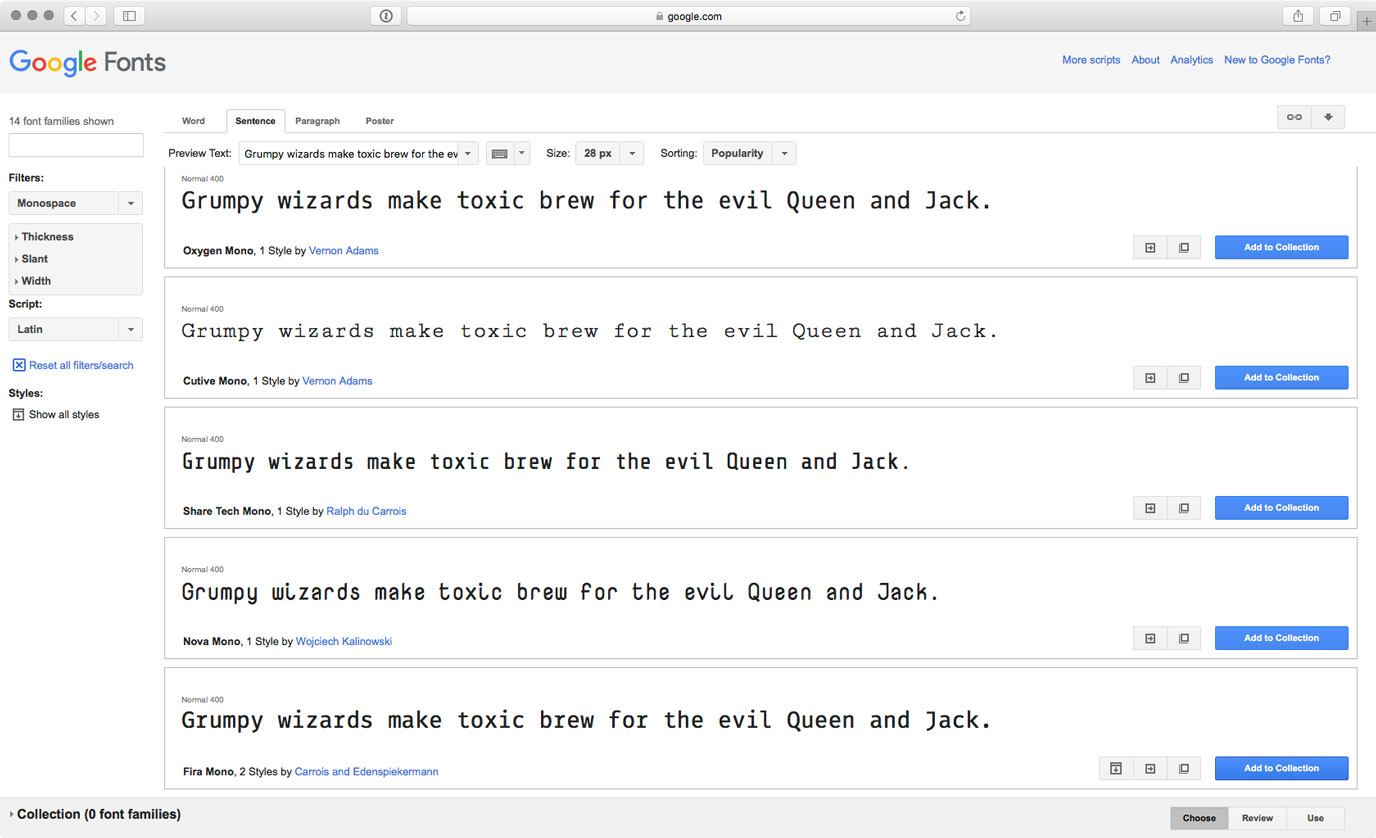 google.com
Google Fonts
More scripts About Analytics New to Google Fonts?
14 font families shown
Word Sentence Paragraph Poster
Preview Text: Grumpy wizards make toxic brew for the ev Size: 28 px Sorting: Popularity
Filters:
Monospace
Thickness
Slant
Width
Script:
Latin
Reset all filters/search
Styles:
Show all styles
Normal 400
Grumpy wizards make toxic brew for the evil Queen and Jack.
Oxygen Mono, 1 Style by Vernon Adams
Add to Collection
Normal 400
Grumpy wizards make toxic brew for the evil Queen and Jack.
Cutive Mono, 1 Style by Vernon Adams
Add to Collection
Normal 400
Grumpy wizards make toxic brew for the evil Queen and Jack.
Share Tech Mono, 1 Style by Ralph du Carrois
Add to Collection
Normal 400
Grumpy wizards make toxic brew for the evil Queen and Jack.
Nova Mono, 1 Style by Wojciech Kalinowski
Add to Collection
Normal 400
Grumpy wizards make toxic brew for the evil Queen and Jack.
Fira Mono, 2 Styles by Carrois and Edenspiekermann
Add to Collection
Collection (0 font families)
Choose Review Use